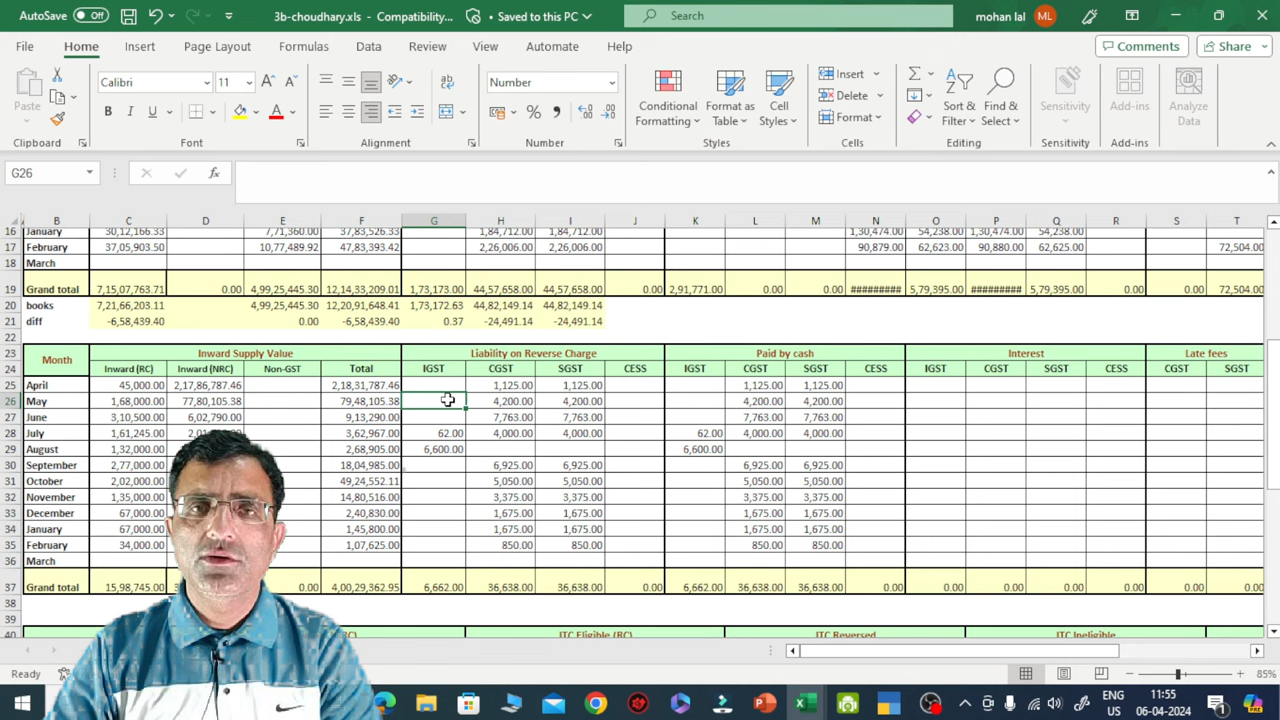 AutoSave Off 3b-choudhary.xls - Compatibility... Saved to this PC Search mohan lal ML
File Home Insert Page Layout Formulas Data Review View Automate Help Comments Share
Calibri 11 Number Insert
Paste B I U Conditional Formatting Format as Table Cell Styles Delete Sort & Filter Find & Select Sensitivity Add-ins Analyze Data
Format
Clipboard Font Alignment Number Styles Cells Editing Sensitivity Add-ins
G26 fx
B C D E F G H I J K L M N O P Q R S T
16 January 30,12,166.33 7,71,360.00 37,83,526.33 1,84,712.00 1,84,712.00 1,30,474.00 54,238.00 1,30,474.00 54,238.00
17 February 37,05,903.50 10,77,489.92 47,83,393.42 2,26,006.00 2,26,006.00 90,879.00 62,623.00 90,880.00 62,625.00 72,504.00
18 March
19 Grand total 7,15,07,763.71 0.00 4,99,25,445.30 12,14,33,209.01 1,73,173.00 44,57,658.00 44,57,658.00 0.00 2,91,771.00 0.00 0.00 ######### 5,79,395.00 ######### 5,79,395.00 0.00 0.00 72,504.00
20 books 7,21,66,203.11 4,99,25,445.30 12,20,91,648.41 1,73,172.63 44,82,149.14 44,82,149.14
21 diff -6,58,439.40 0.00 -6,58,439.40 0.37 -24,491.14 -24,491.14
22
23 Month Inward Supply Value Liability on Reverse Charge Paid by cash Interest Late fees
24 Inward (RC) Inward (NRC) Non-GST Total IGST CGST SGST CESS IGST CGST SGST CESS IGST CGST SGST CESS CGST SGST
25 April 45,000.00 2,17,86,787.46 2,18,31,787.46 1,125.00 1,125.00 1,125.00 1,125.00
26 May 1,68,000.00 77,80,105.38 79,48,105.38 4,200.00 4,200.00 4,200.00 4,200.00
27 June 3,10,500.00 6,02,790.00 9,13,290.00 7,763.00 7,763.00 7,763.00 7,763.00
28 July 1,61,245.00 3,62,967.00 62.00 4,000.00 4,000.00 62.00 4,000.00 4,000.00
29 August 1,32,000.00 2,68,905.00 6,600.00 6,600.00
30 September 2,77,000.00 18,04,985.00 6,925.00 6,925.00 6,925.00 6,925.00
31 October 2,02,000.00 49,24,552.11 5,050.00 5,050.00 5,050.00 5,050.00
32 November 1,35,000.00 14,80,516.00 3,375.00 3,375.00 3,375.00 3,375.00
33 December 67,000.00 2,40,830.00 1,675.00 1,675.00 1,675.00 1,675.00
34 January 67,000.00 1,45,800.00 1,675.00 1,675.00 1,675.00 1,675.00
35 February 34,000.00 1,07,625.00 850.00 850.00 850.00 850.00
36 March
37 Grand total 15,98,745.00 0.00 4,00,29,362.95 6,662.00 36,638.00 36,638.00 0.00 6,662.00 36,638.00 36,638.00 0.00 0.00 0.00 0.00 0.00 0.00 0.00
38
39
40 ITC Eligible (RC) ITC Reversed ITC Ineligible
Ready 85%
ENG US 11:55 06-04-2024